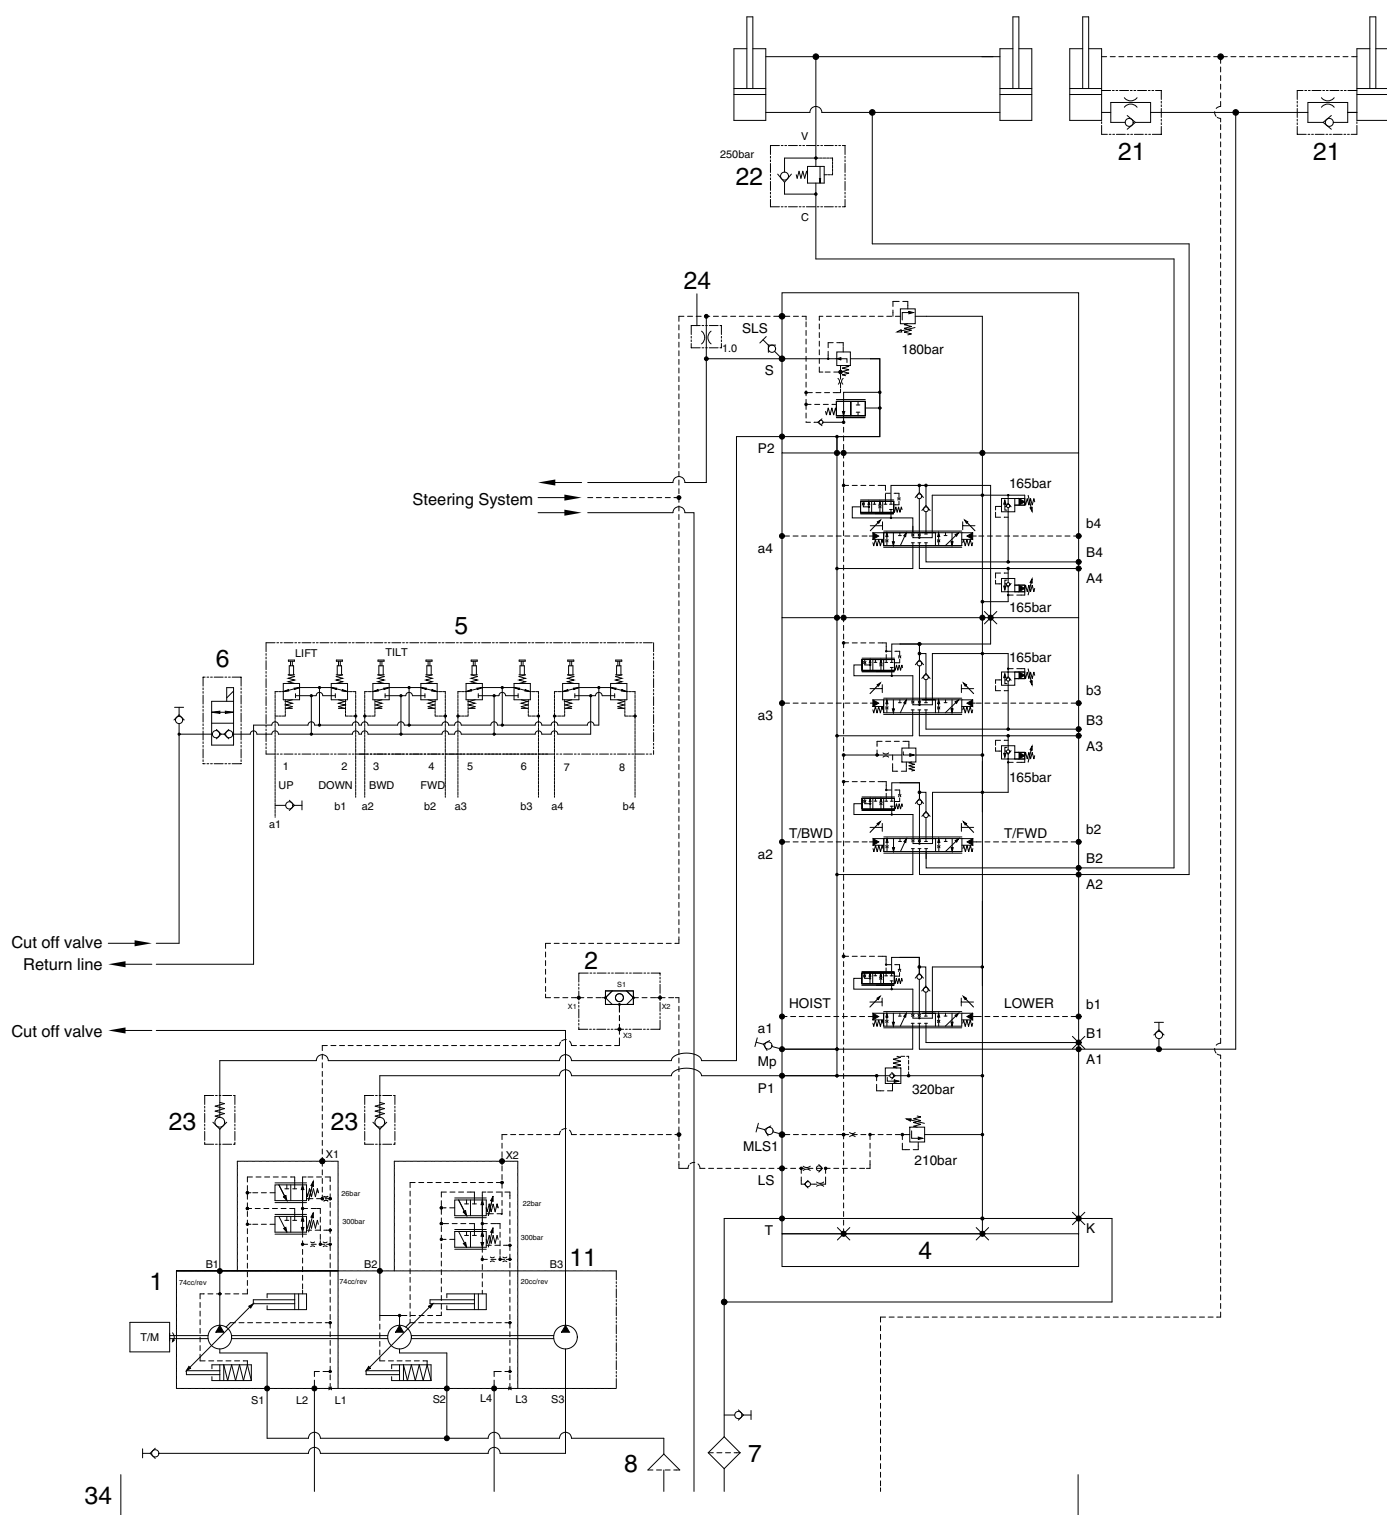 21
21
V
250bar
22
C
24
SLS
1.0
180bar
S
P2
Steering System
165bar
b4
a4
B4
A4
165bar
5
6
LIFT
TILT
165bar
b3
a3
B3
A3
165bar
1 2 3 4 5 6 7 8
UP DOWN BWD FWD
a1 b1 a2 b2 a3 b3 a4 b4
T/BWD
T/FWD
b2
a2
B2
A2
Cut off valve
Return line
2
S1
X1
X2
X3
HOIST
LOWER
b1
Cut off valve
a1
B1
Mp
A1
P1
320bar
23
23
MLS1
210bar
X1
X2
LS
26bar
22bar
300bar
300bar
T
K
4
B1
B2
B3
11
1
74cc/rev
74cc/rev
20cc/rev
T/M
S1 L2 L1 S2 L4 L3 S3
8
7
34